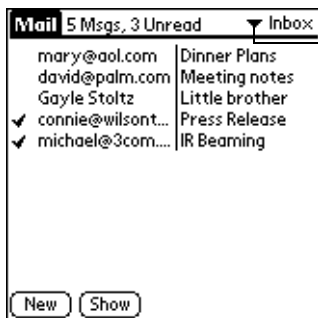 Mail 5 Msgs, 3 Unread Inbox
mary@aol.com Dinner Plans
david@palm.com Meeting notes
Gayle Stoltz Little brother
connie@wilsont... Press Release
michael@3com.... IR Beaming
New Show